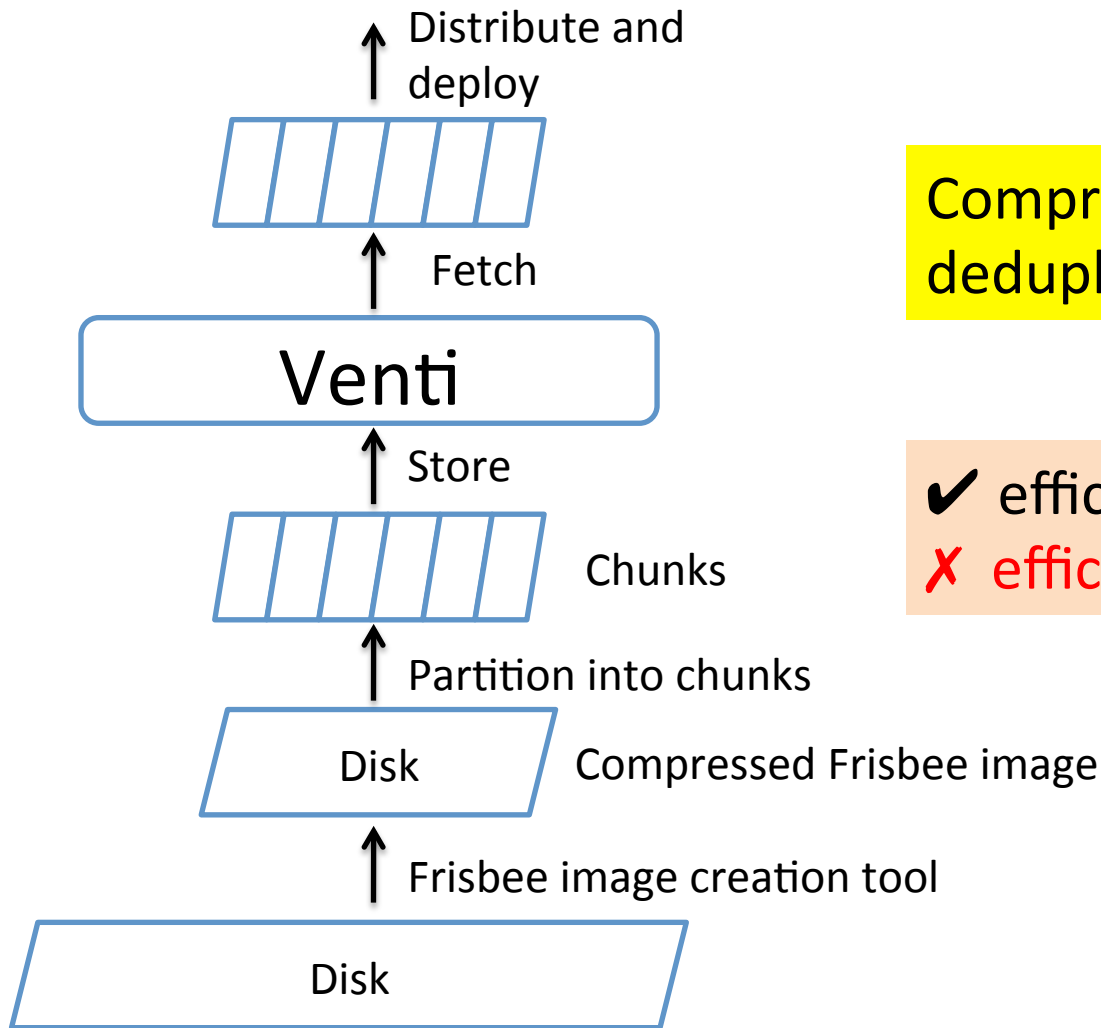 Distribute and
deploy
Fetch
Venti
Store
Chunks
Partition into chunks
Disk
Compressed Frisbee image
Frisbee image creation tool
Disk
Compr
dedupl
✔ effic
✗ effic